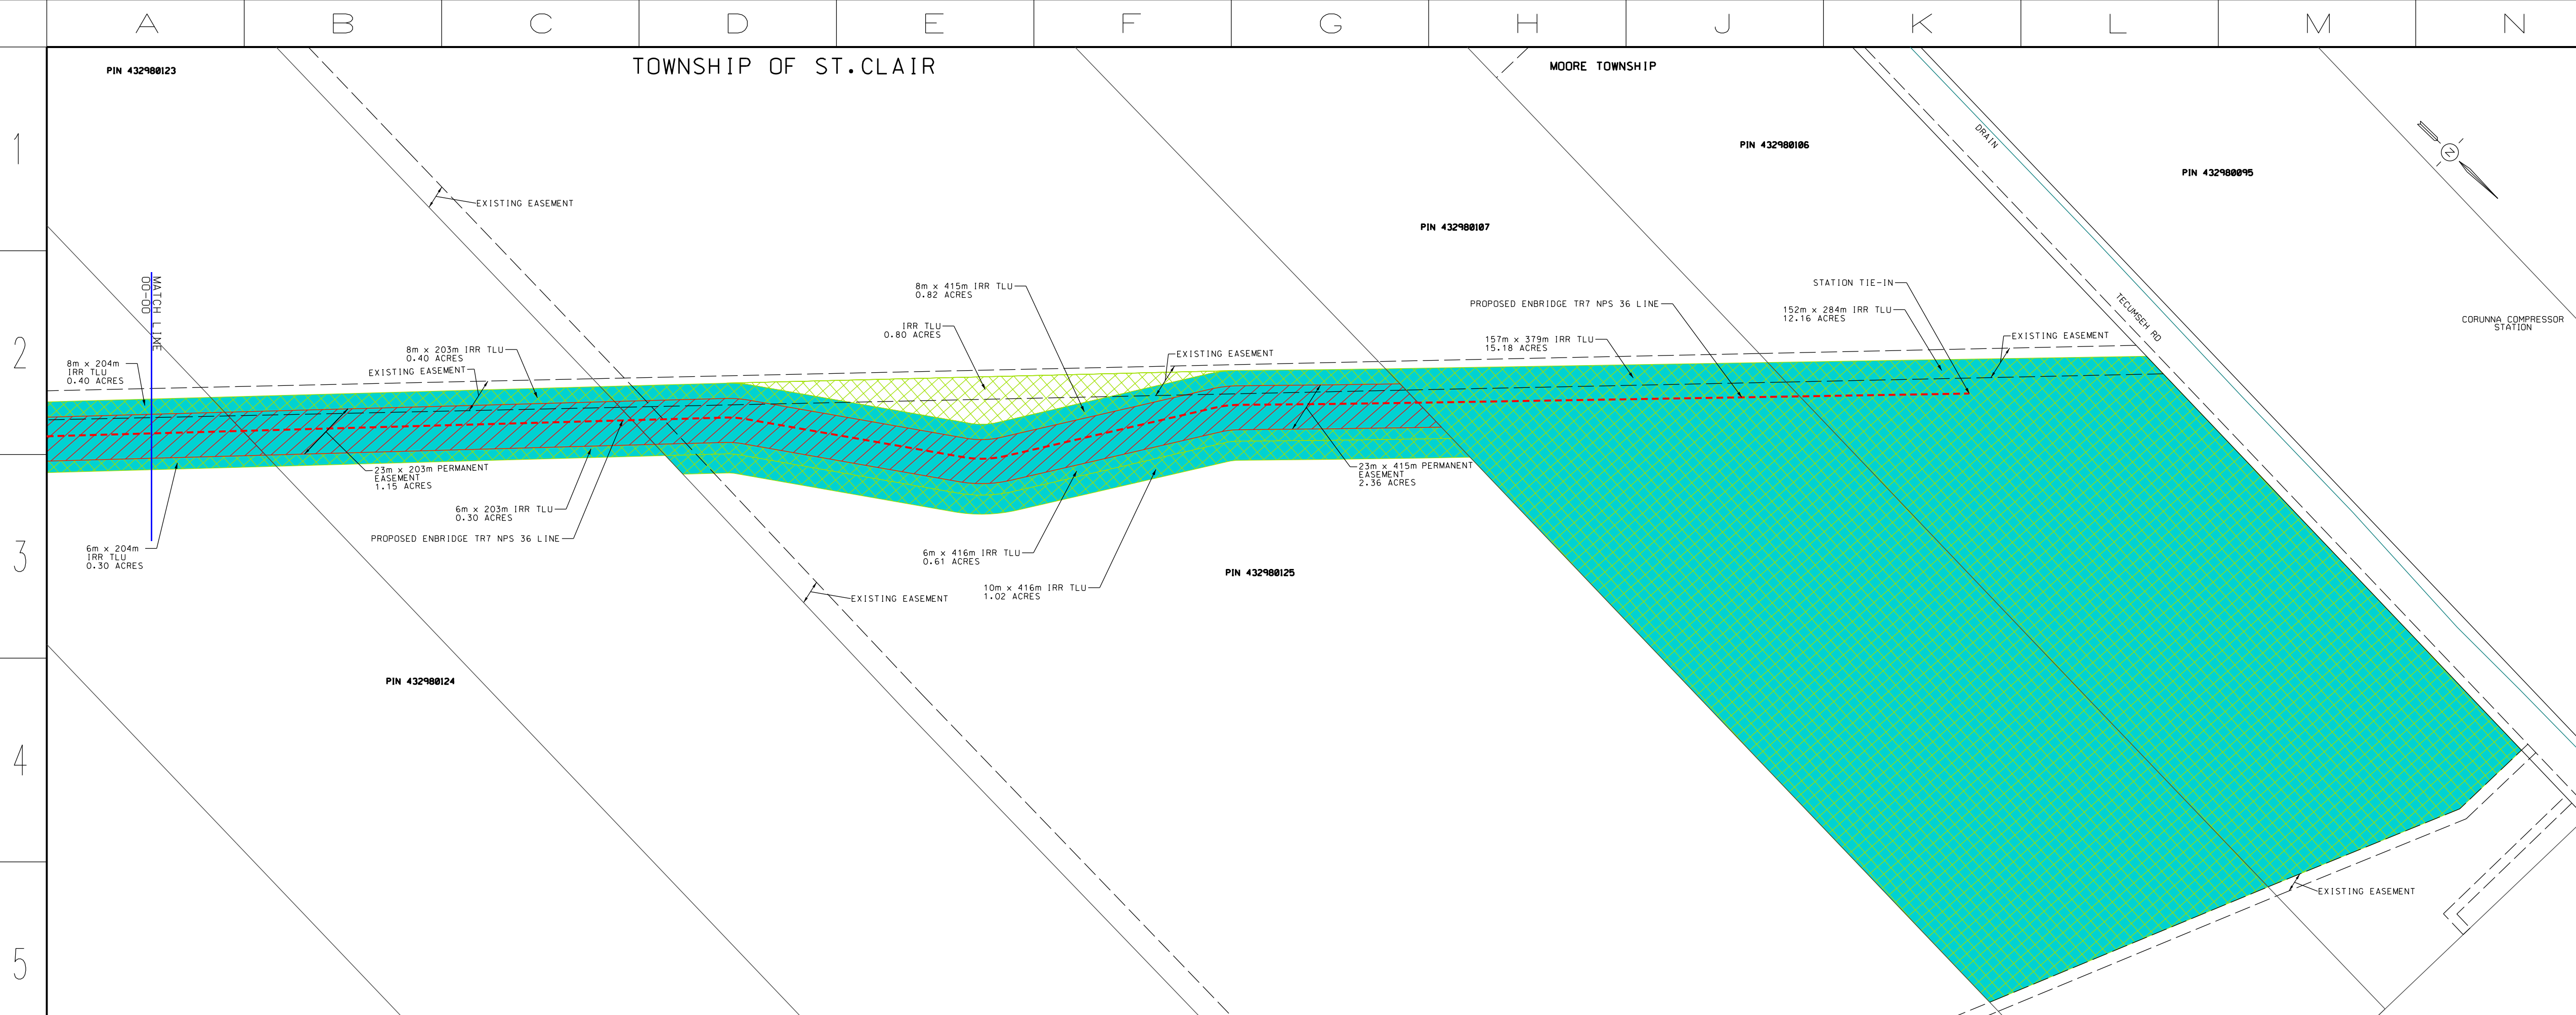 A B C D E F G H J K L M N
1
2
3
4
5
TOWNSHIP OF ST.CLAIR
MOORE TOWNSHIP
PIN 432980123
PIN 432980106
PIN 432980095
PIN 432980107
DRAIN
TECUMSEH RD
N
EXISTING EASEMENT
MATCH LINE
00-00
8m x 204m
IRR TLU
0.40 ACRES
8m x 203m IRR TLU
0.40 ACRES
EXISTING EASEMENT
8m x 415m IRR TLU
0.82 ACRES
IRR TLU
0.80 ACRES
EXISTING EASEMENT
PROPOSED ENBRIDGE TR7 NPS 36 LINE
157m x 379m IRR TLU
15.18 ACRES
STATION TIE-IN
152m x 284m IRR TLU
12.16 ACRES
EXISTING EASEMENT
CORUNNA COMPRESSOR
STATION
23m x 203m PERMANENT
EASEMENT
1.15 ACRES
23m x 415m PERMANENT
EASEMENT
2.36 ACRES
6m x 203m IRR TLU
0.30 ACRES
PROPOSED ENBRIDGE TR7 NPS 36 LINE
6m x 204m
IRR TLU
0.30 ACRES
6m x 416m IRR TLU
0.61 ACRES
10m x 416m IRR TLU
1.02 ACRES
PIN 432980125
EXISTING EASEMENT
PIN 432980124
EXISTING EASEMENT